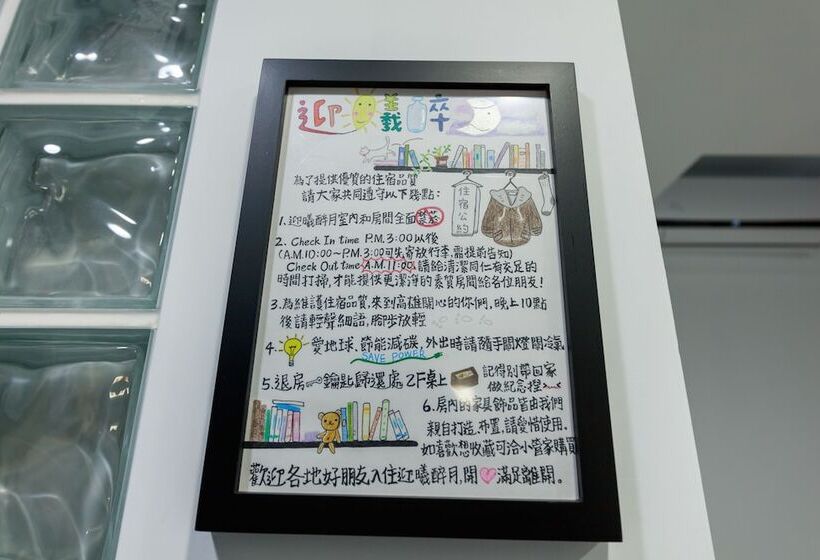 迎曦醉月
為了提供優質的住宿品質
請大家共同遵守以下幾點:
住宿公約
1.迎曦醉月室內和房間全面禁菸
2. Check In time P.M.3:00以後
(A.M.10:00~P.M.3:00可先寄放行李,需提前告知)
Check Out time A.M.11:00,請給清潔同仁有充足的
時間打掃,才能提供更潔淨的素質房間給各位朋友!
3.為維護住宿品質,來到高雄開心的你們,晚上10點
後請輕聲細語,腳步放輕
4. 愛地球、節能減碳,外出時請隨手關燈關冷氣
SAVE POWER
5.退房 鑰匙歸還處 2F桌上 記得別帶回家
做紀念捏
6.房內的家具飾品皆由我們
親自打造、布置,請愛惜使用。
如喜歡想收藏可洽小管家購買
歡迎各地好朋友入住迎曦醉月,開 滿足離開。